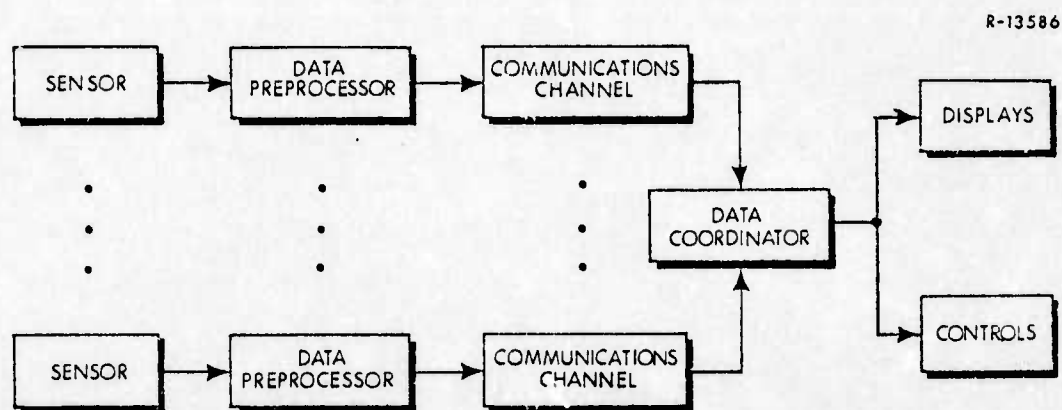 R-13586
SENSOR
DATA
PREPROCESSOR
COMMUNICATIONS
CHANNEL
DISPLAYS
DATA
COORDINATOR
CONTROLS
SENSOR
DATA
PREPROCESSOR
COMMUNICATIONS
CHANNEL